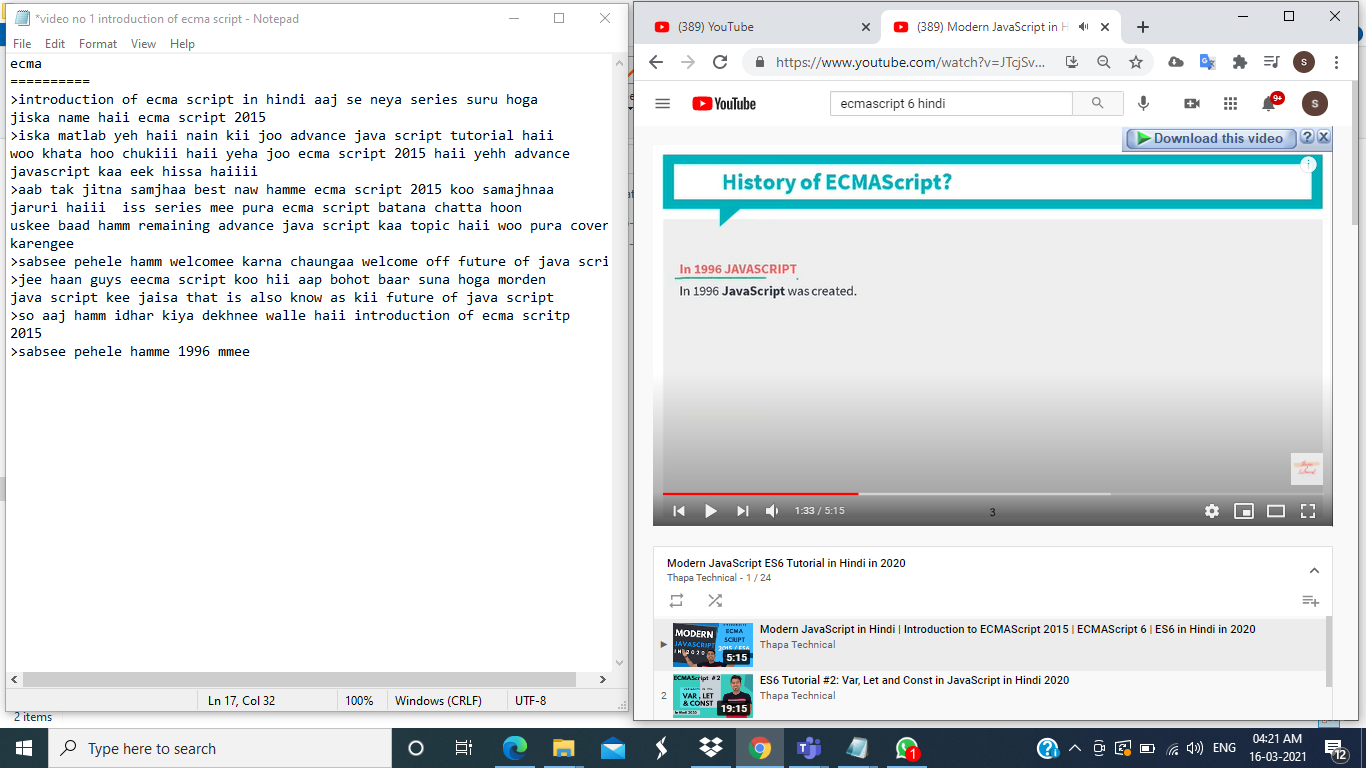 *video no 1 introduction of ecma script - Notepad
File Edit Format View Help
ecma
==========
>introduction of ecma script in hindi aaj se neya series suru hoga
jiska name haii ecma script 2015
>iska matlab yeh haii nain kii joo advance java script tutorial haii
woo khata hoo chukiii haii yeha joo ecma script 2015 haii yehh advance
javascript kaa eek hissa haiiii
>aab tak jitna samjhaa best naw hamme ecma script 2015 koo samajhnaa
jaruri haiii  iss series mee pura ecma script batana chatta hoon
uskee baad hamm remaining advance java script kaa topic haii woo pura cover
karengee
>sabsee pehele hamm welcomee karna chaungaa welcome off future of java scri
>jee haan guys eecma script koo hii aap bohot baar suna hoga morden
java script kee jaisa that is also know as kii future of java script
>so aaj hamm idhar kiya dekhnee walle haii introduction of ecma scritp
2015
>sabsee pehele hamme 1996 mmee
Ln 17, Col 32 100% Windows (CRLF) UTF-8
2 items
(389) YouTube
(389) Modern JavaScript in H
https://www.youtube.com/watch?v=JTcjSv...
S
YouTube
ecmascript 6 hindi
9+
S
Download this video
History of ECMAScript?
In 1996 JAVASCRIPT
In 1996 JavaScript was created.
1:33 / 5:15
3
Modern JavaScript ES6 Tutorial in Hindi in 2020
Thapa Technical - 1 / 24
MODERN
JAVASCRIPT
IN 2020
ECMA
SCRIPT
5:15
Modern JavaScript in Hindi | Introduction to ECMAScript 2015 | ECMAScript 6 | ES6 in Hindi in 2020
Thapa Technical
2
ECMAScript #2
VAR, LET
& CONST
19:15
ES6 Tutorial #2: Var, Let and Const in JavaScript in Hindi 2020
Thapa Technical
Type here to search
1
ENG
04:21 AM
16-03-2021
12